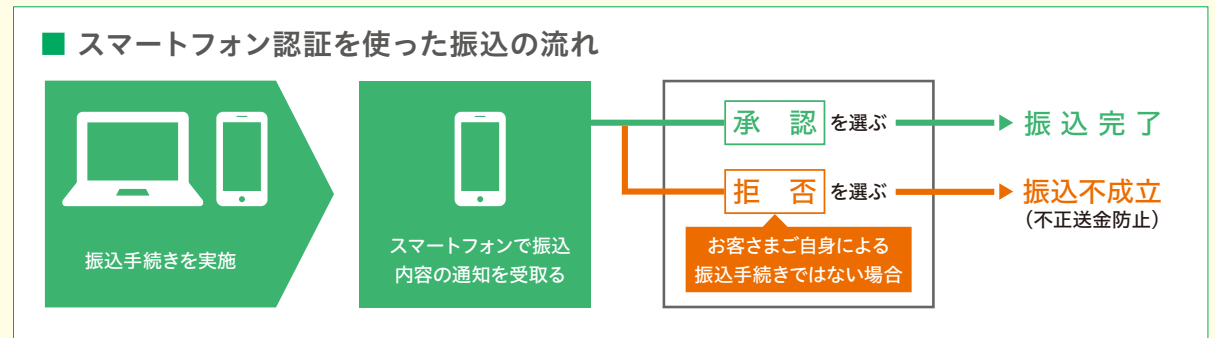 ■ スマートフォン認証を使った振込の流れ
振込手続きを実施
スマートフォンで振込
内容の通知を受取る
承 認 を選ぶ
振込完了
拒 否 を選ぶ
振込不成立
（不正送金防止）
お客さまご自身による
振込手続きではない場合